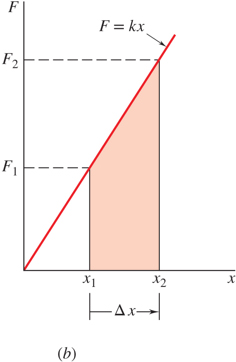 F
F = kx
F₂
F₁
x₁ x₂ x
Δx
(b)